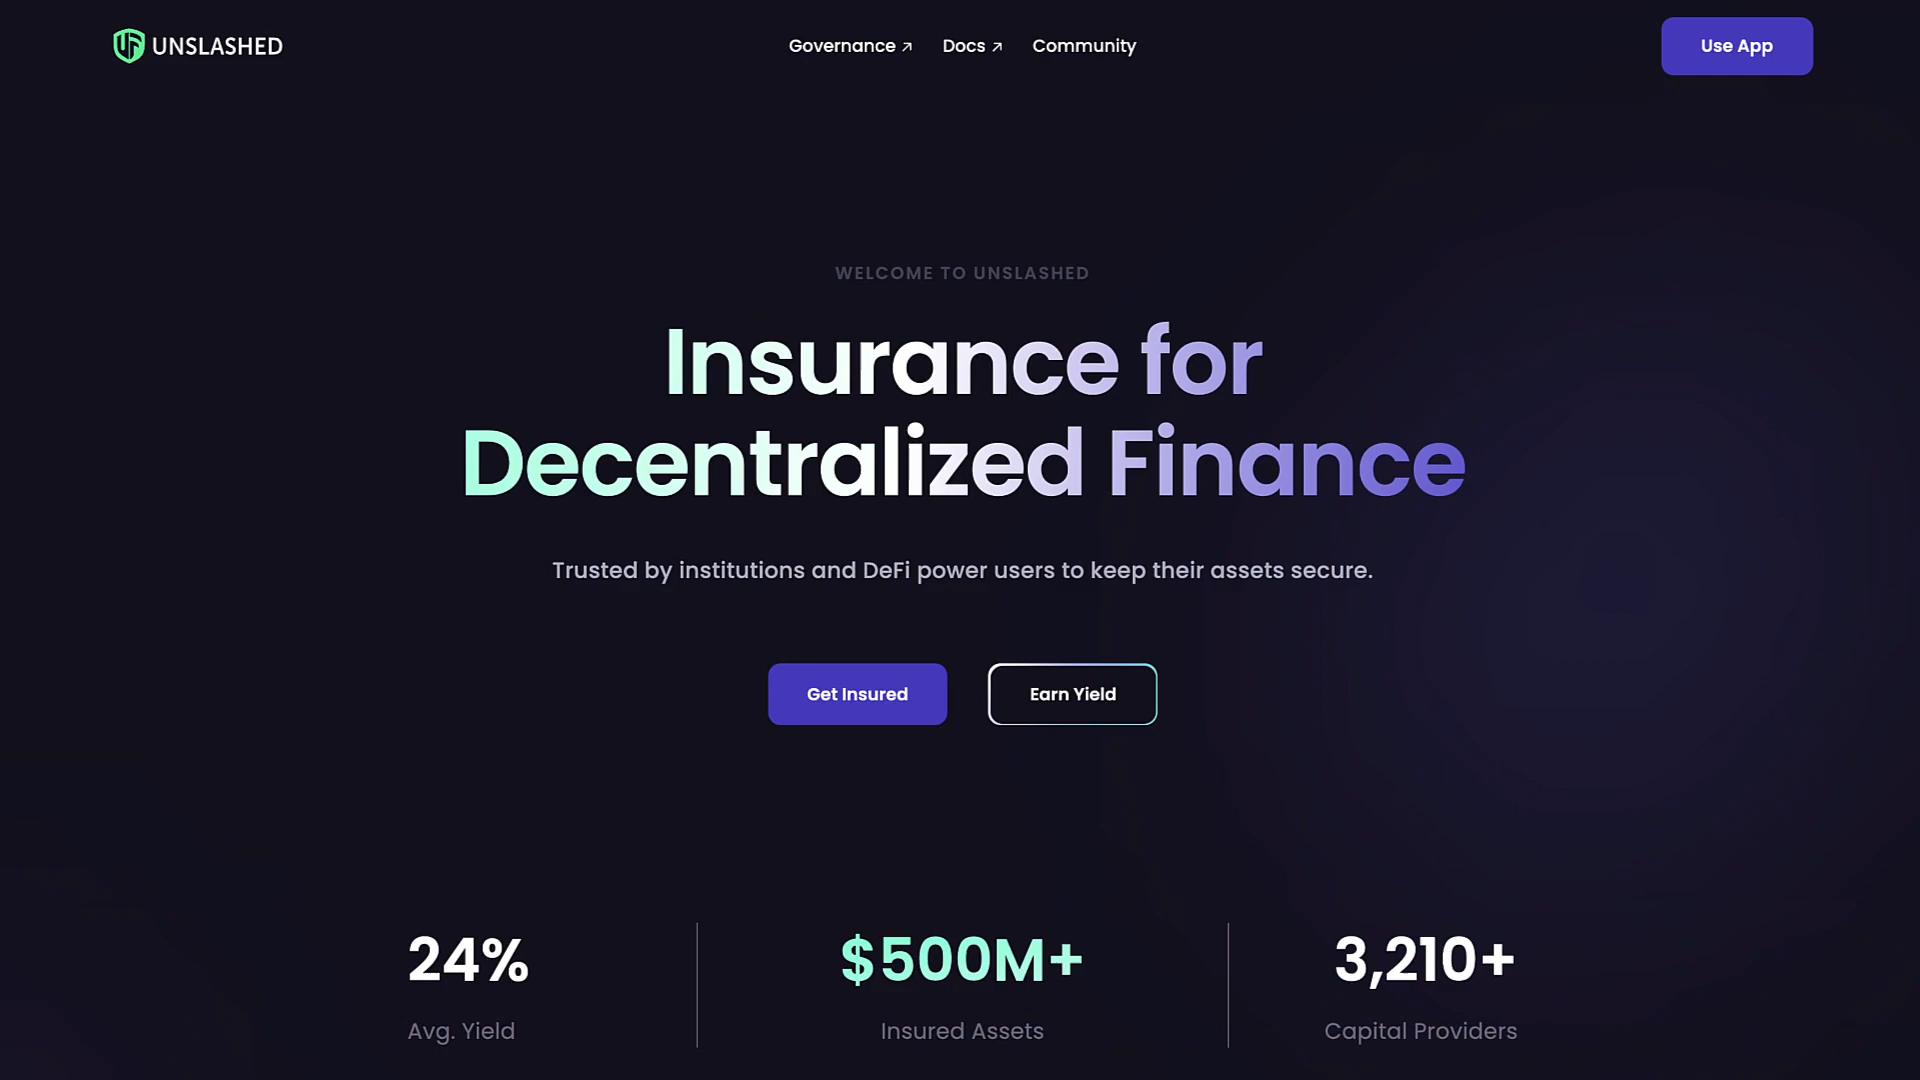 UNSLASHED
Governance ↗ Docs ↗ Community
Use App
WELCOME TO UNSLASHED
Insurance for
Decentralized Finance
Trusted by institutions and DeFi power users to keep their assets secure.
Get Insured
Earn Yield
24%
Avg. Yield
$500M+
Insured Assets
3,210+
Capital Providers